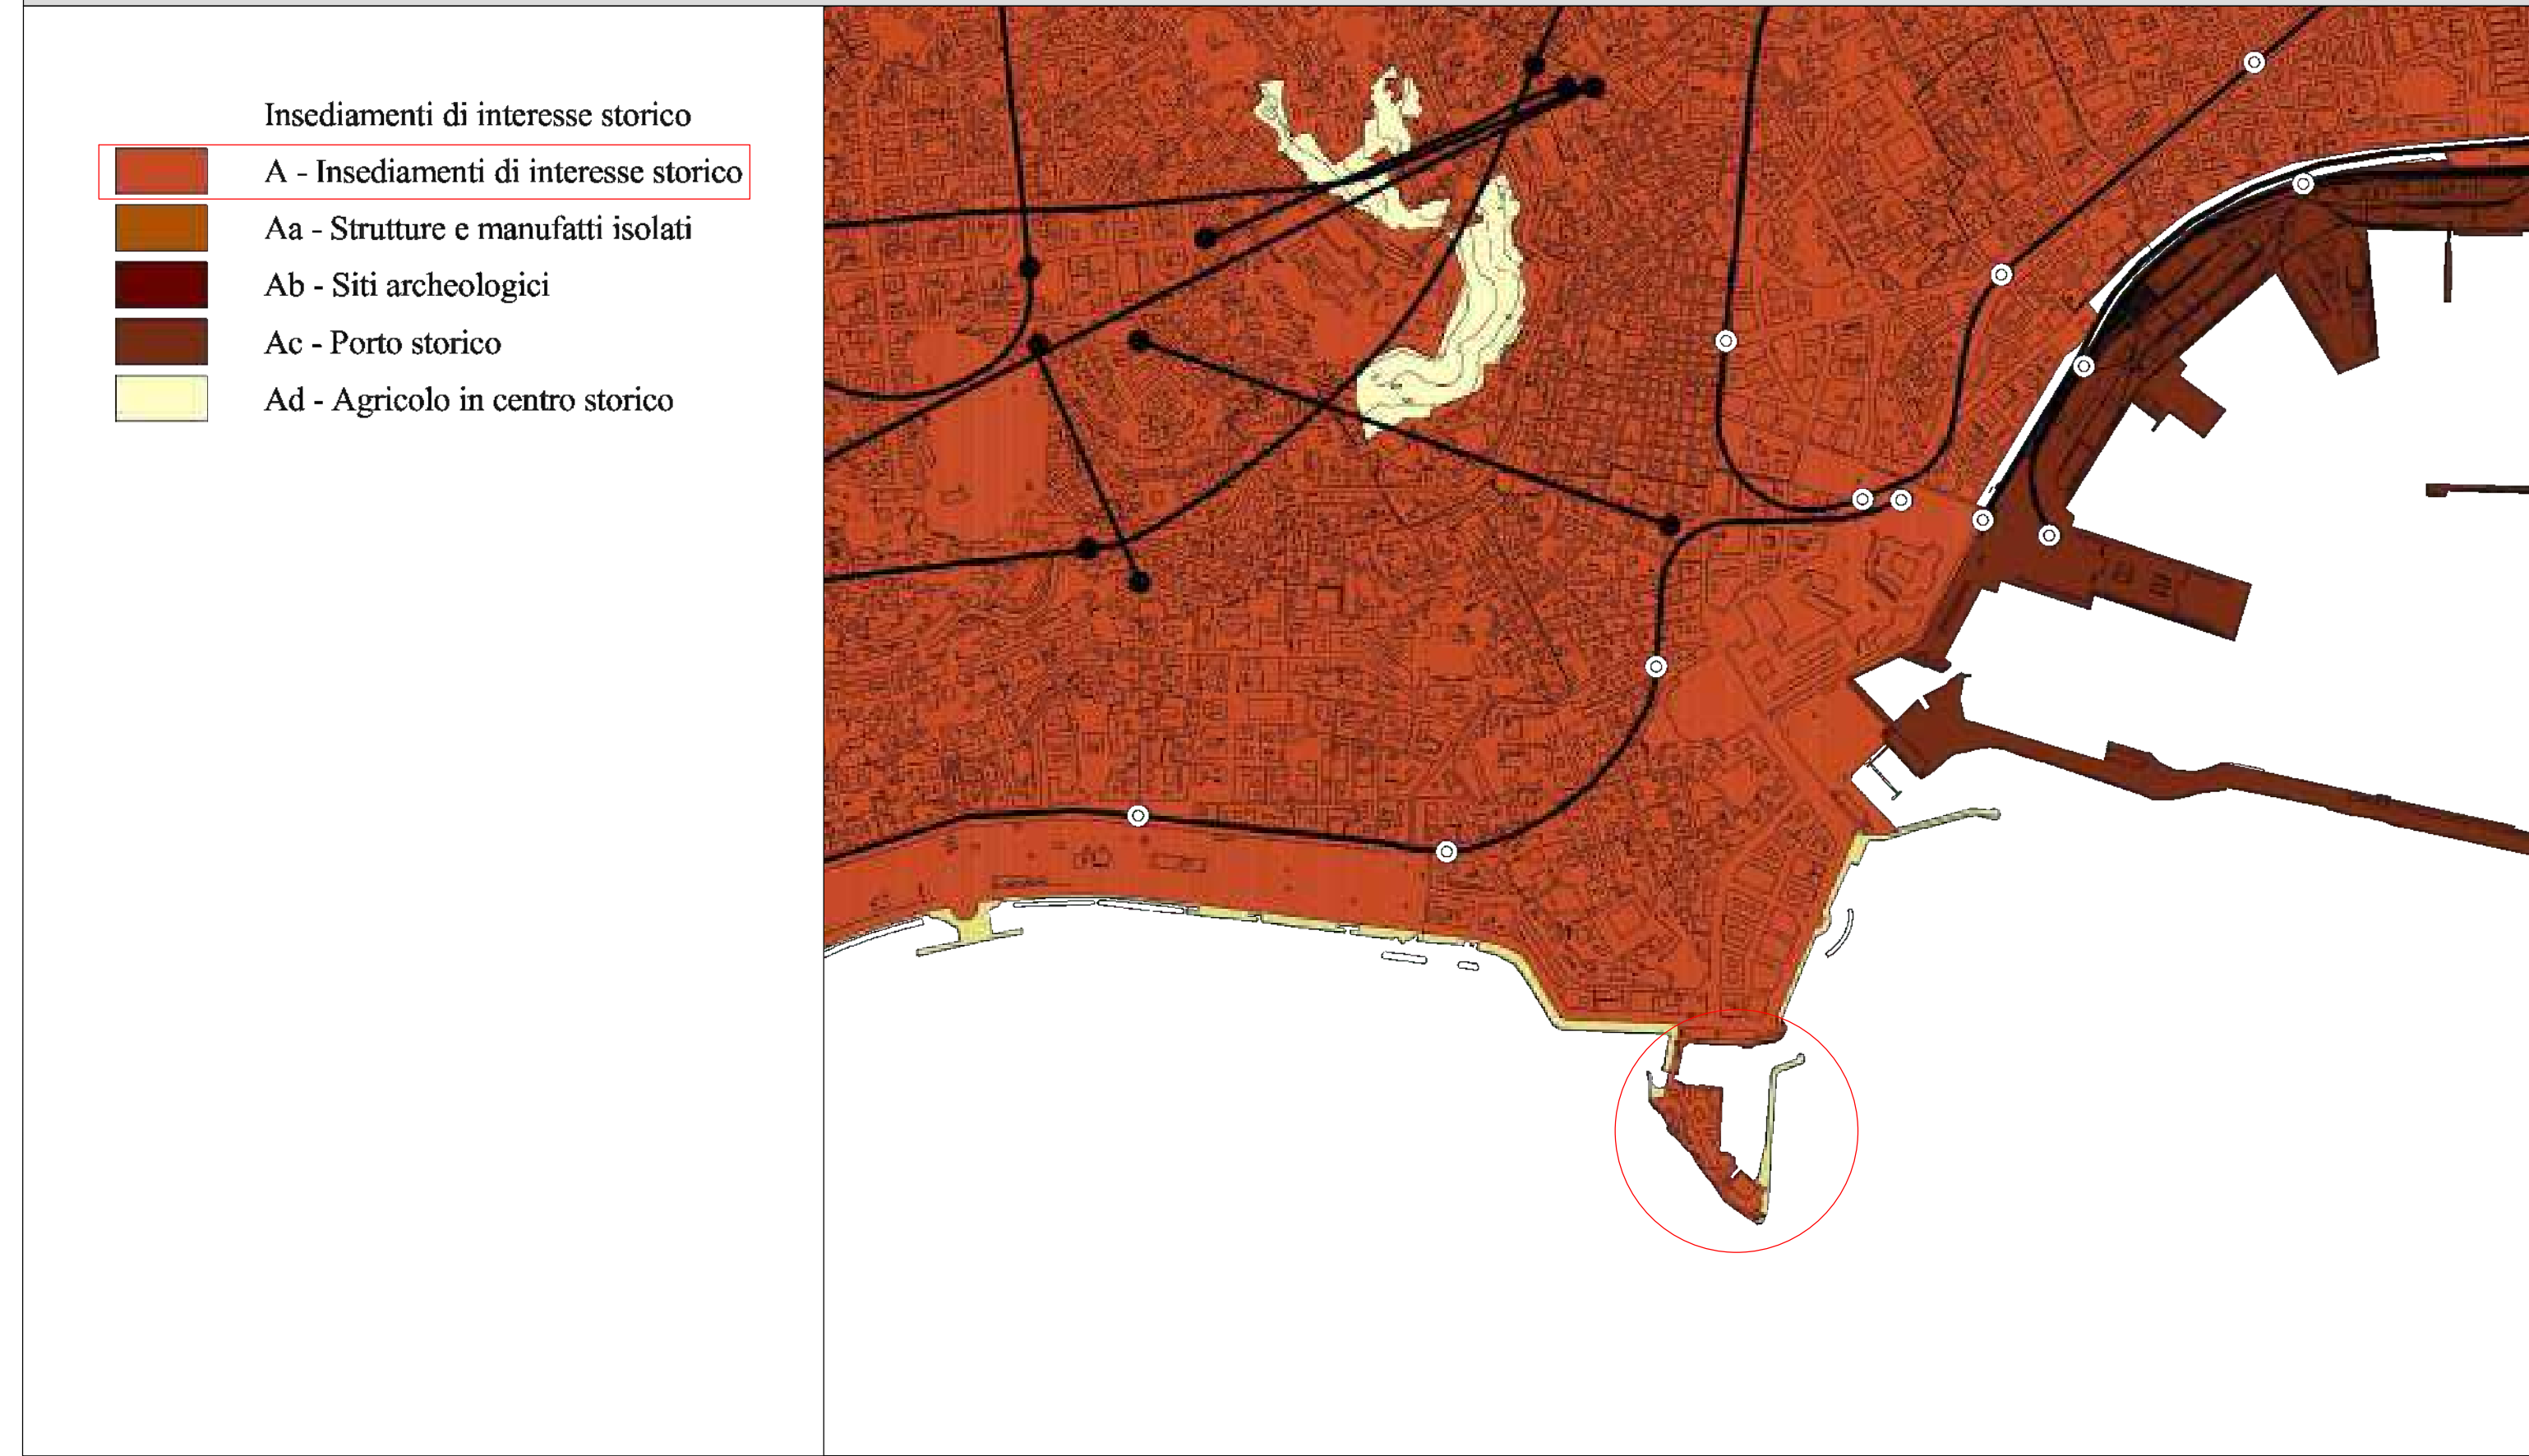 Insediamenti di interesse storico
A - Insediamenti di interesse storico
Aa - Strutture e manufatti isolati
Ab - Siti archeologici
Ac - Porto storico
Ad - Agricolo in centro storico